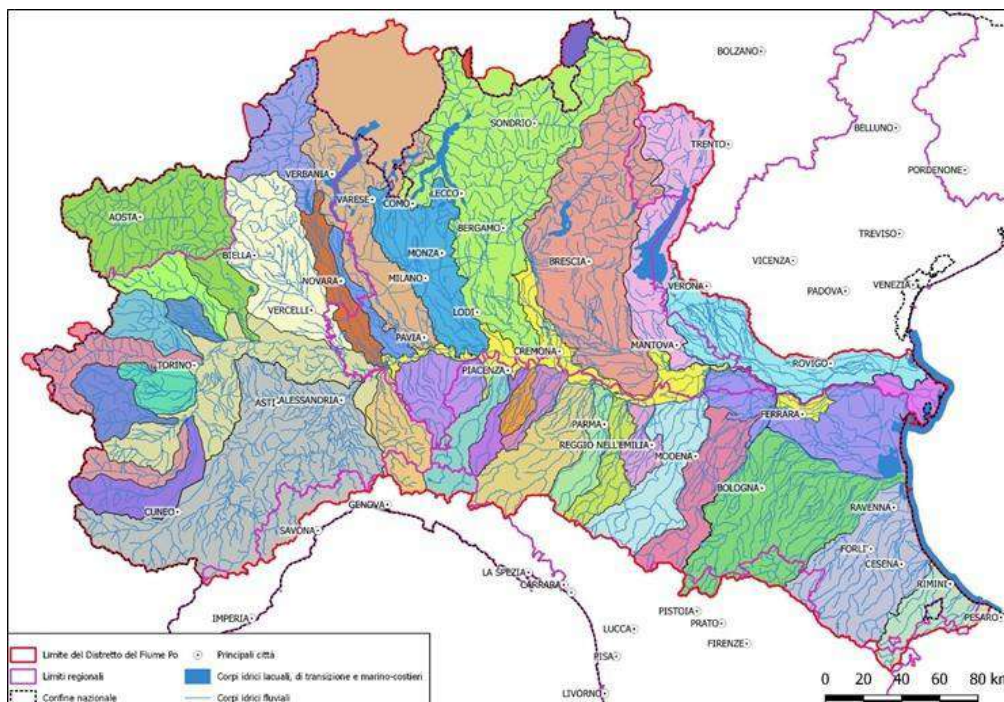 BOLZANO
SONDRIO
BELLUNO
TRENTO
PORDENONE
VERBANIA
VARESE
COMO
LECCO
AOSTA
BERGAMO
TREVISO
BIELLA
MONZA
BRESCIA
VICENZA
MILANO
NOVARA
VERONA
PADOVA
VENEZIA
VERCELLI
LODI
PAVIA
CREMONA
MANTOVA
ROVIGO
TORINO
PIACENZA
ASTI
ALESSANDRIA
FERRARA
PARMA
REGGIO NELL'EMILIA
MODENA
BOLOGNA
CUNEO
GENOVA
RAVENNA
SAVONA
FORLI'
CESENA
LA SPEZIA
CARRARA
RIMINI
IMPERIA
PISTOIA
PESARO
PRATO
LUCCA
FIRENZE
PISA
LIVORNO
Limite del Distretto del Fiume Po
Principali città
Limiti regionali
Corpi idrici lacuali, di transizione e marino-costieri
Confine nazionale
Corpi idrici fluviali
0 20 40 60 80 km